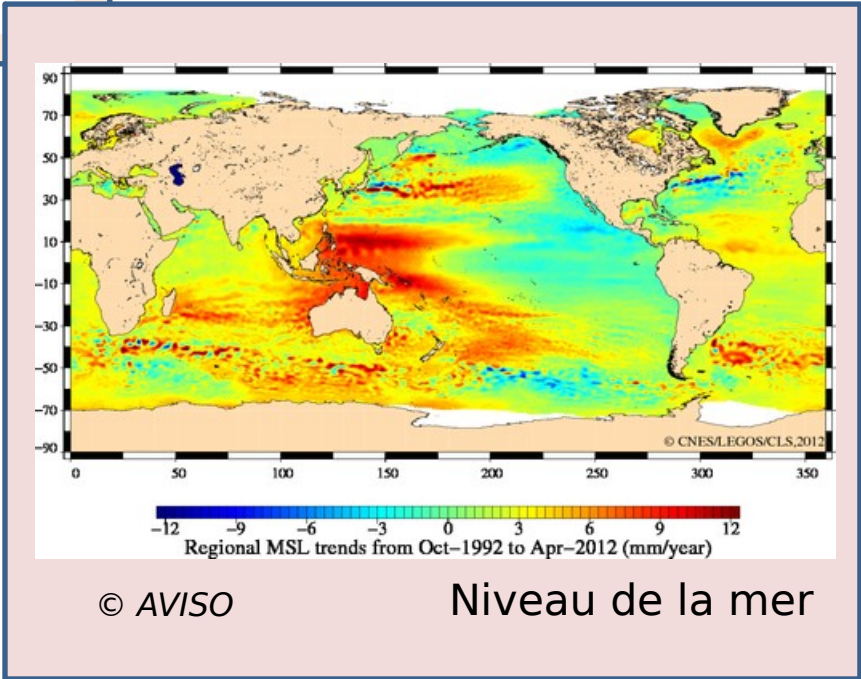 90
70
50
30
10
−10
−30
−50
−70
−90
© CNES/LEGOS/CLS,2012
0 50 100 150 200 250 300 350
−12 −9 −6 −3 0 3 6 9 12
Regional MSL trends from Oct−1992 to Apr−2012 (mm/year)
© AVISO Niveau de la mer